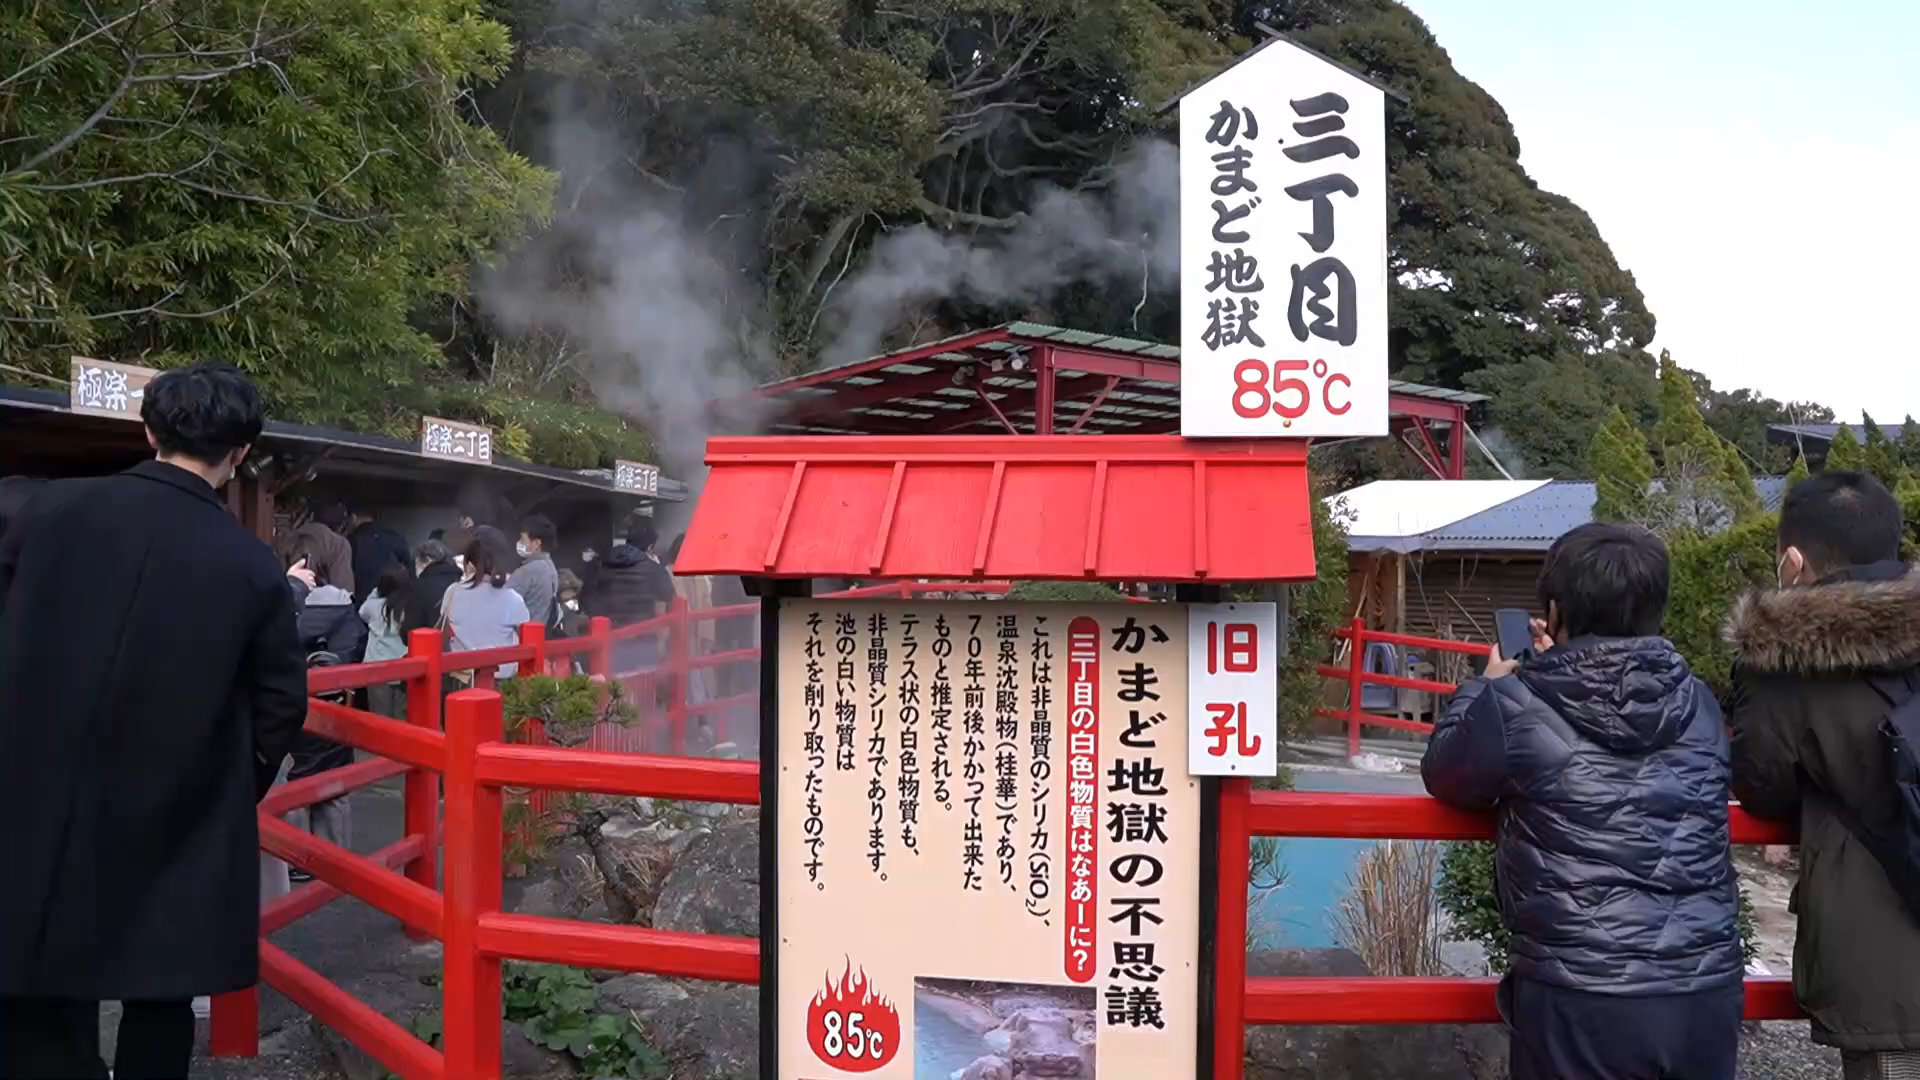 三丁目
かまど地獄
85℃
極楽一
極楽二丁目
極楽三丁目
旧孔
かまど地獄の不思議
三丁目の白色物質はなあーに?
これは非晶質のシリカ(SiO₂)、
温泉沈殿物(桂華)であり、
70年前後かかって出来た
ものと推定される。
テラス状の白色物質も、
非晶質シリカであります。
池の白い物質は
それを削り取ったものです。
85℃